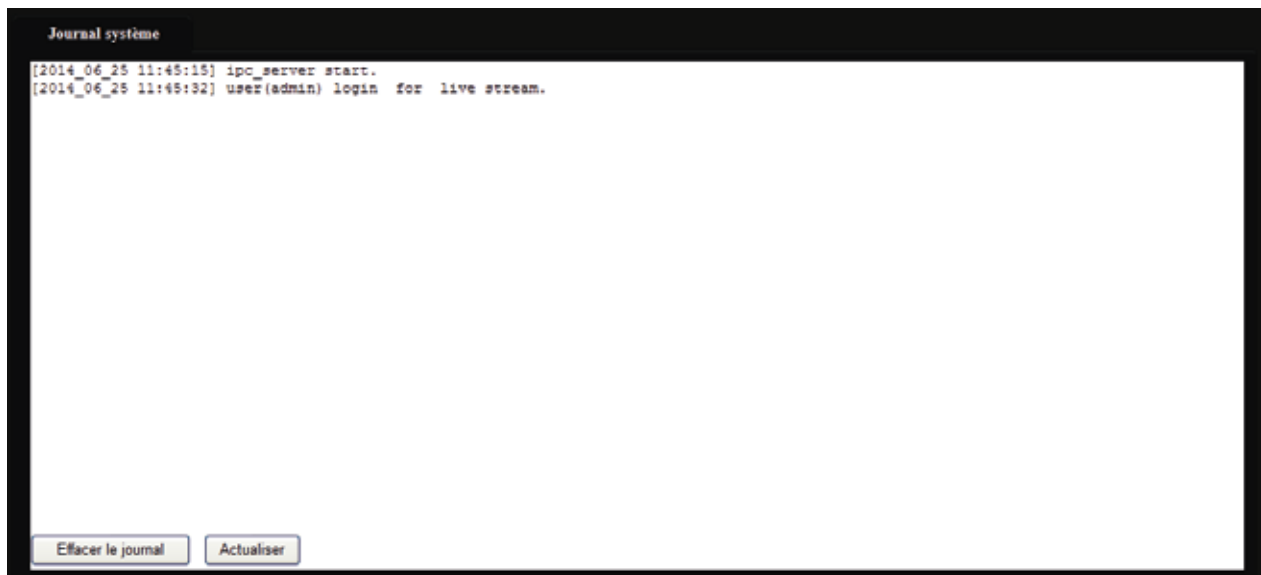 Journal système
[2014_06_25 11:45:15] ipc_server start.
[2014_06_25 11:45:32] user(admin) login  for  live stream.
Effacer le journal
Actualiser